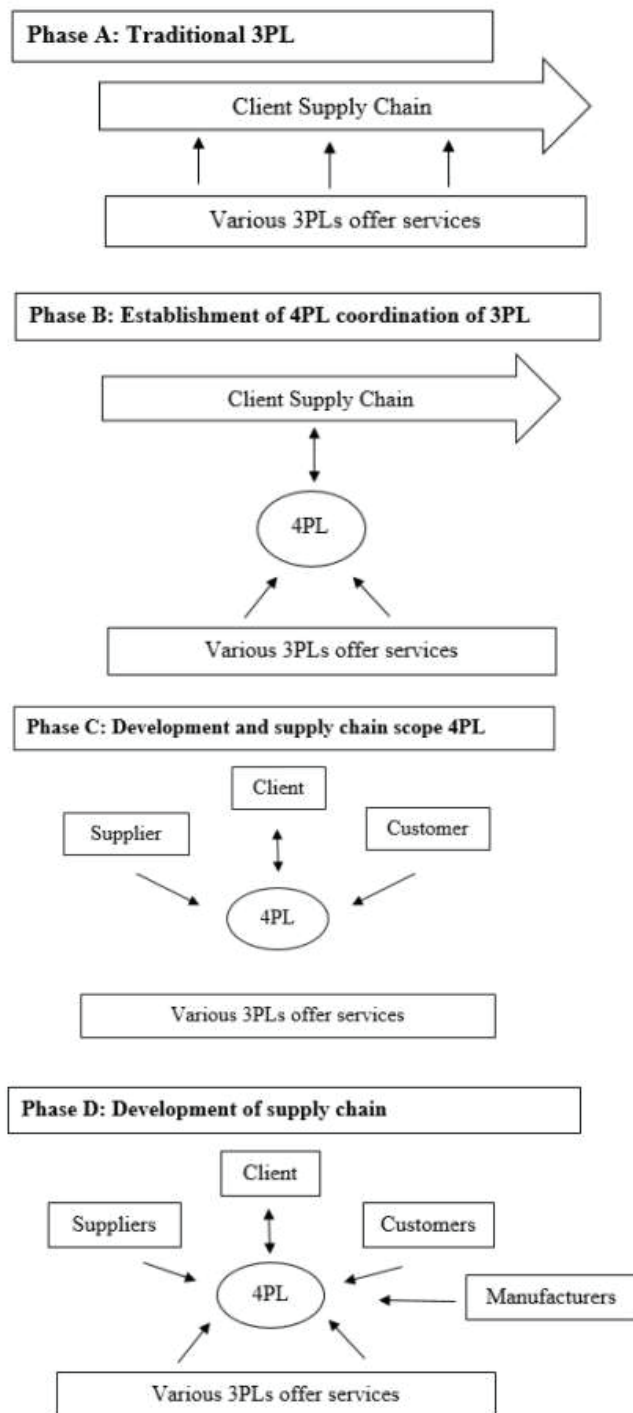 Phase A: Traditional 3PL
Client Supply Chain
Various 3PLs offer services
Phase B: Establishment of 4PL coordination of 3PL
Client Supply Chain
4PL
Various 3PLs offer services
Phase C: Development and supply chain scope 4PL
Client
Supplier
Customer
4PL
Various 3PLs offer services
Phase D: Development of supply chain
Client
Suppliers
Customers
4PL
Manufacturers
Various 3PLs offer services